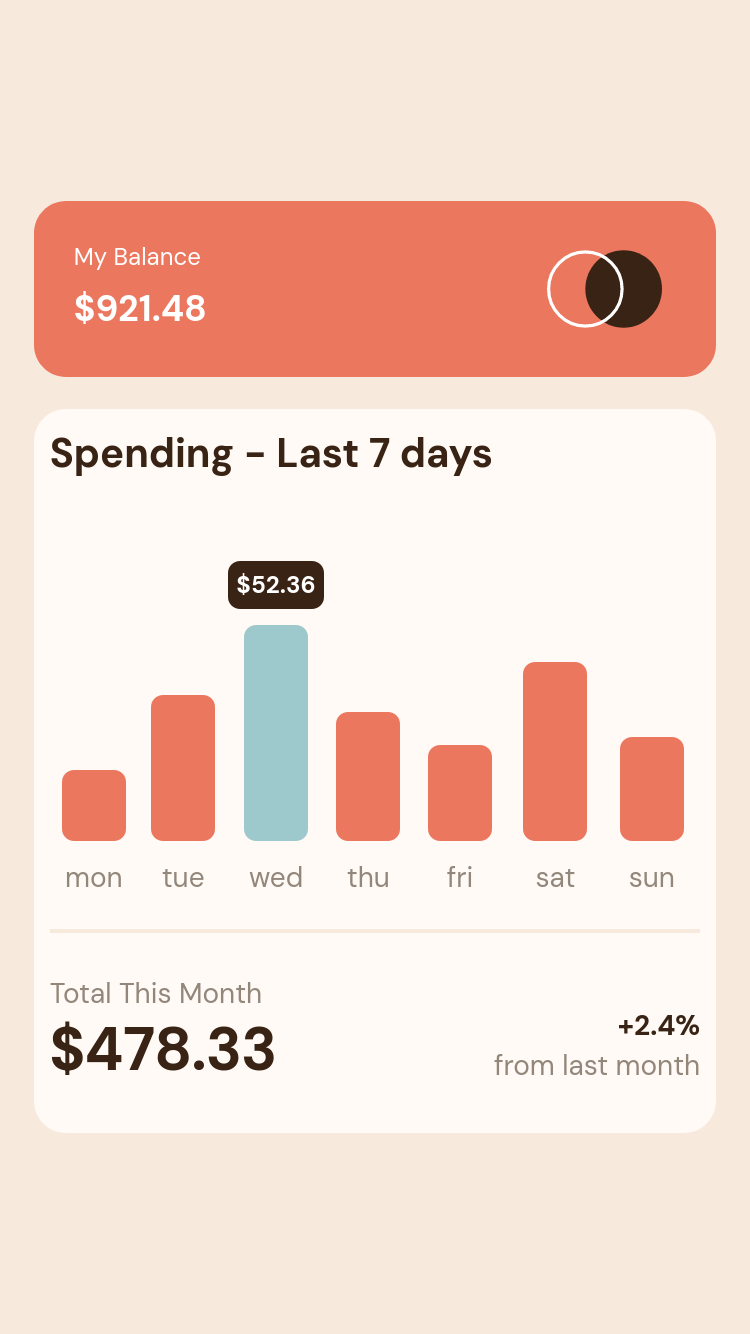 My Balance
$921.48
Spending - Last 7 days
$52.36
mon tue wed thu fri sat sun
Total This Month
$478.33
+2.4%
from last month